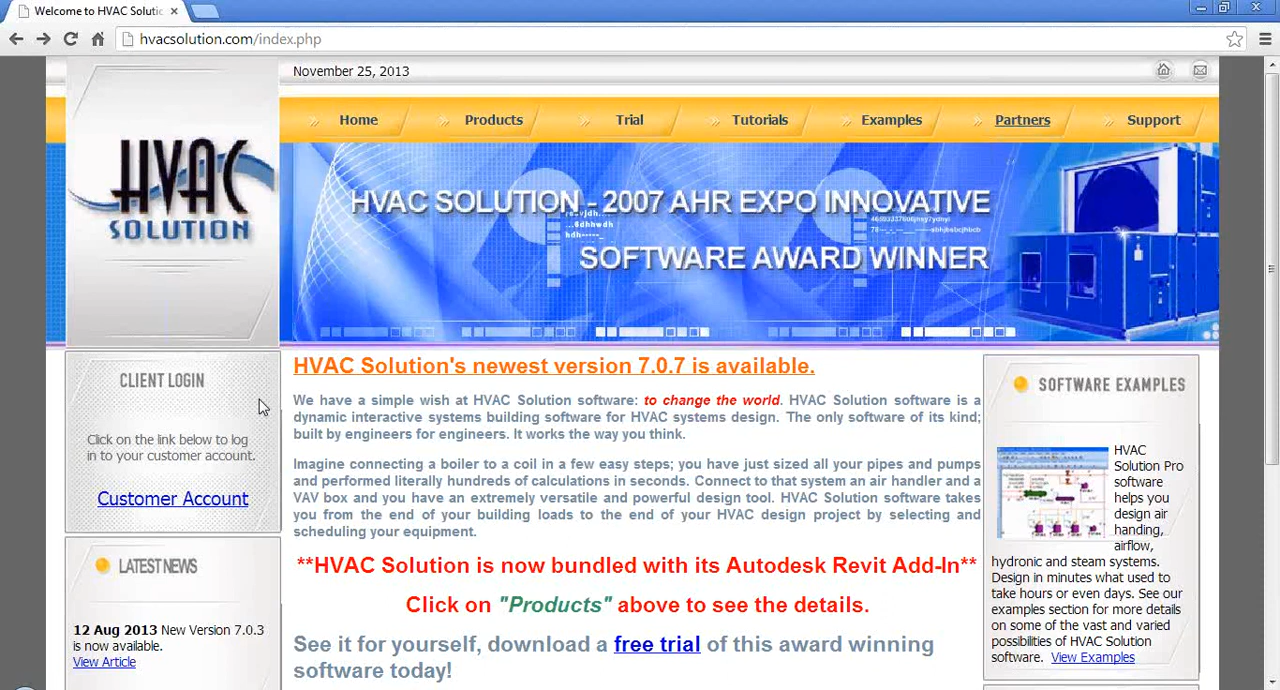 Welcome to HVAC Soluti
hvacsolution.com/index.php
November 25, 2013
HVAC
SOLUTION
Home
Products
Trial
Tutorials
Examples
Partners
Support
HVAC SOLUTION - 2007 AHR EXPO INNOVATIVE
SOFTWARE AWARD WINNER
CLIENT LOGIN
Click on the link below to log
in to your customer account.
Customer Account
LATEST NEWS
12 Aug 2013 New Version 7.0.3
is now available.
View Article
HVAC Solution's newest version 7.0.7 is available.
We have a simple wish at HVAC Solution software: to change the world. HVAC Solution software is a
dynamic interactive systems building software for HVAC systems design. The only software of its kind;
built by engineers for engineers. It works the way you think.
Imagine connecting a boiler to a coil in a few easy steps; you have just sized all your pipes and pumps
and performed literally hundreds of calculations in seconds. Connect to that system an air handler and a
VAV box and you have an extremely versatile and powerful design tool. HVAC Solution software takes
you from the end of your building loads to the end of your HVAC design project by selecting and
scheduling your equipment.
**HVAC Solution is now bundled with its Autodesk Revit Add-In**
Click on "Products" above to see the details.
See it for yourself, download a free trial of this award winning
software today!
SOFTWARE EXAMPLES
HVAC
Solution Pro
software
helps you
design air
handing,
airflow,
hydronic and steam systems.
Design in minutes what used to
take hours or even days. See our
examples section for more details
on some of the vast and varied
possibilities of HVAC Solution
software. View Examples